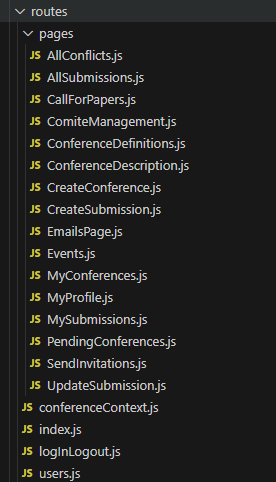 routes
pages
JS AllConflicts.js
JS AllSubmissions.js
JS CallForPapers.js
JS ComiteManagement.js
JS ConferenceDefinitions.js
JS ConferenceDescription.js
JS CreateConference.js
JS CreateSubmission.js
JS EmailsPage.js
JS Events.js
JS MyConferences.js
JS MyProfile.js
JS MySubmissions.js
JS PendingConferences.js
JS SendInvitations.js
JS UpdateSubmission.js
JS conferenceContext.js
JS index.js
JS logInLogout.js
JS users.js